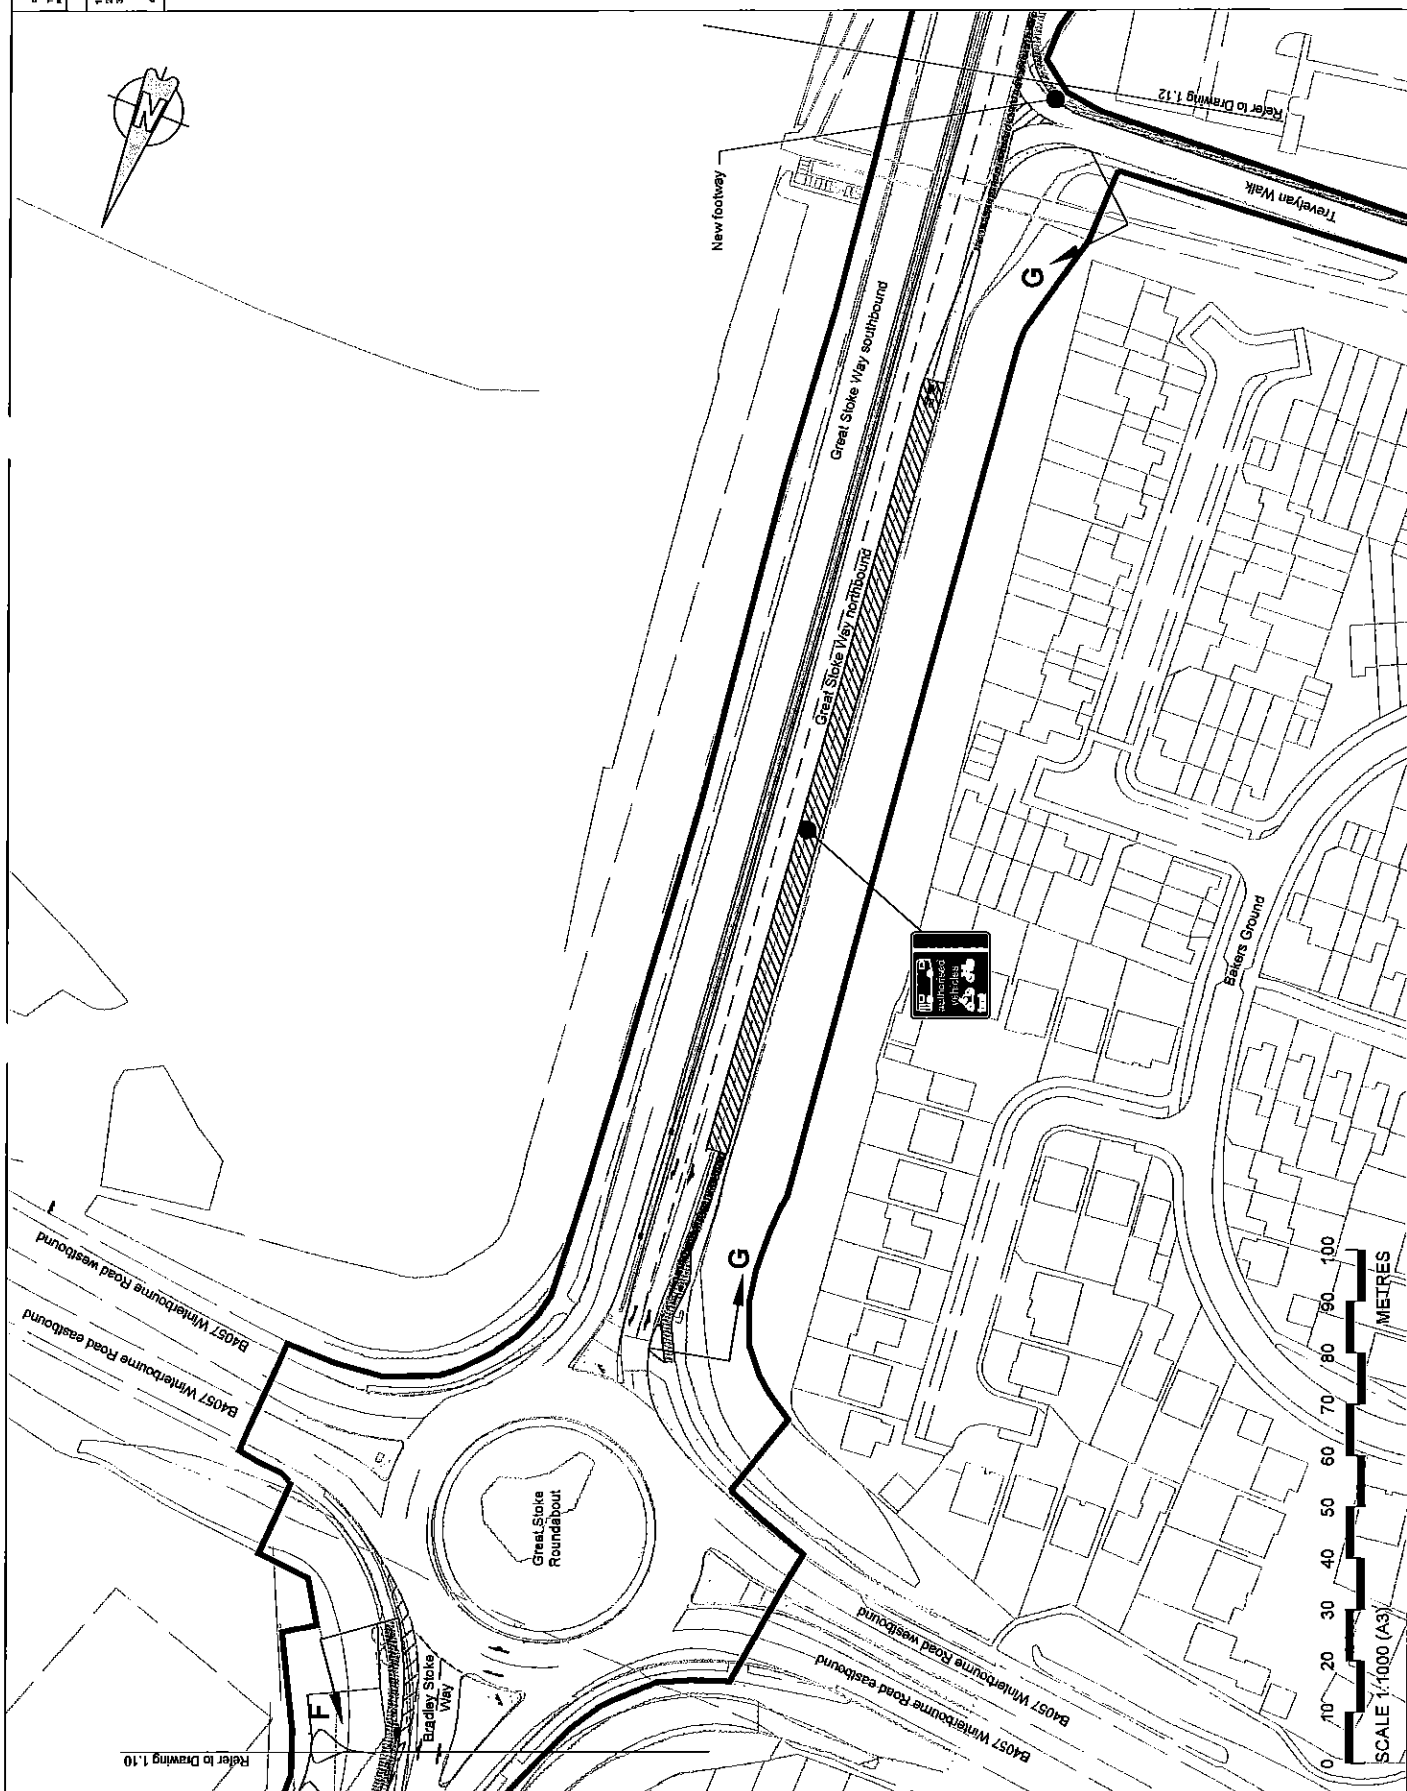 N
Refer to Drawing 1.12
New footway
Trevelyan Walk
G
Great Stoke Way southbound
Great Stoke Way northbound
authorised
vehicles
Bakers Ground
B4057 Winterbourne Road westbound
B4057 Winterbourne Road eastbound
G
Great Stoke
Roundabout
F
Bradley Stoke
Way
Refer to Drawing 1.10
B4057 Winterbourne Road westbound
B4057 Winterbourne Road eastbound
0 10 20 30 40 50 60 70 80 90 100
SCALE 1:1000 (A3) METRES